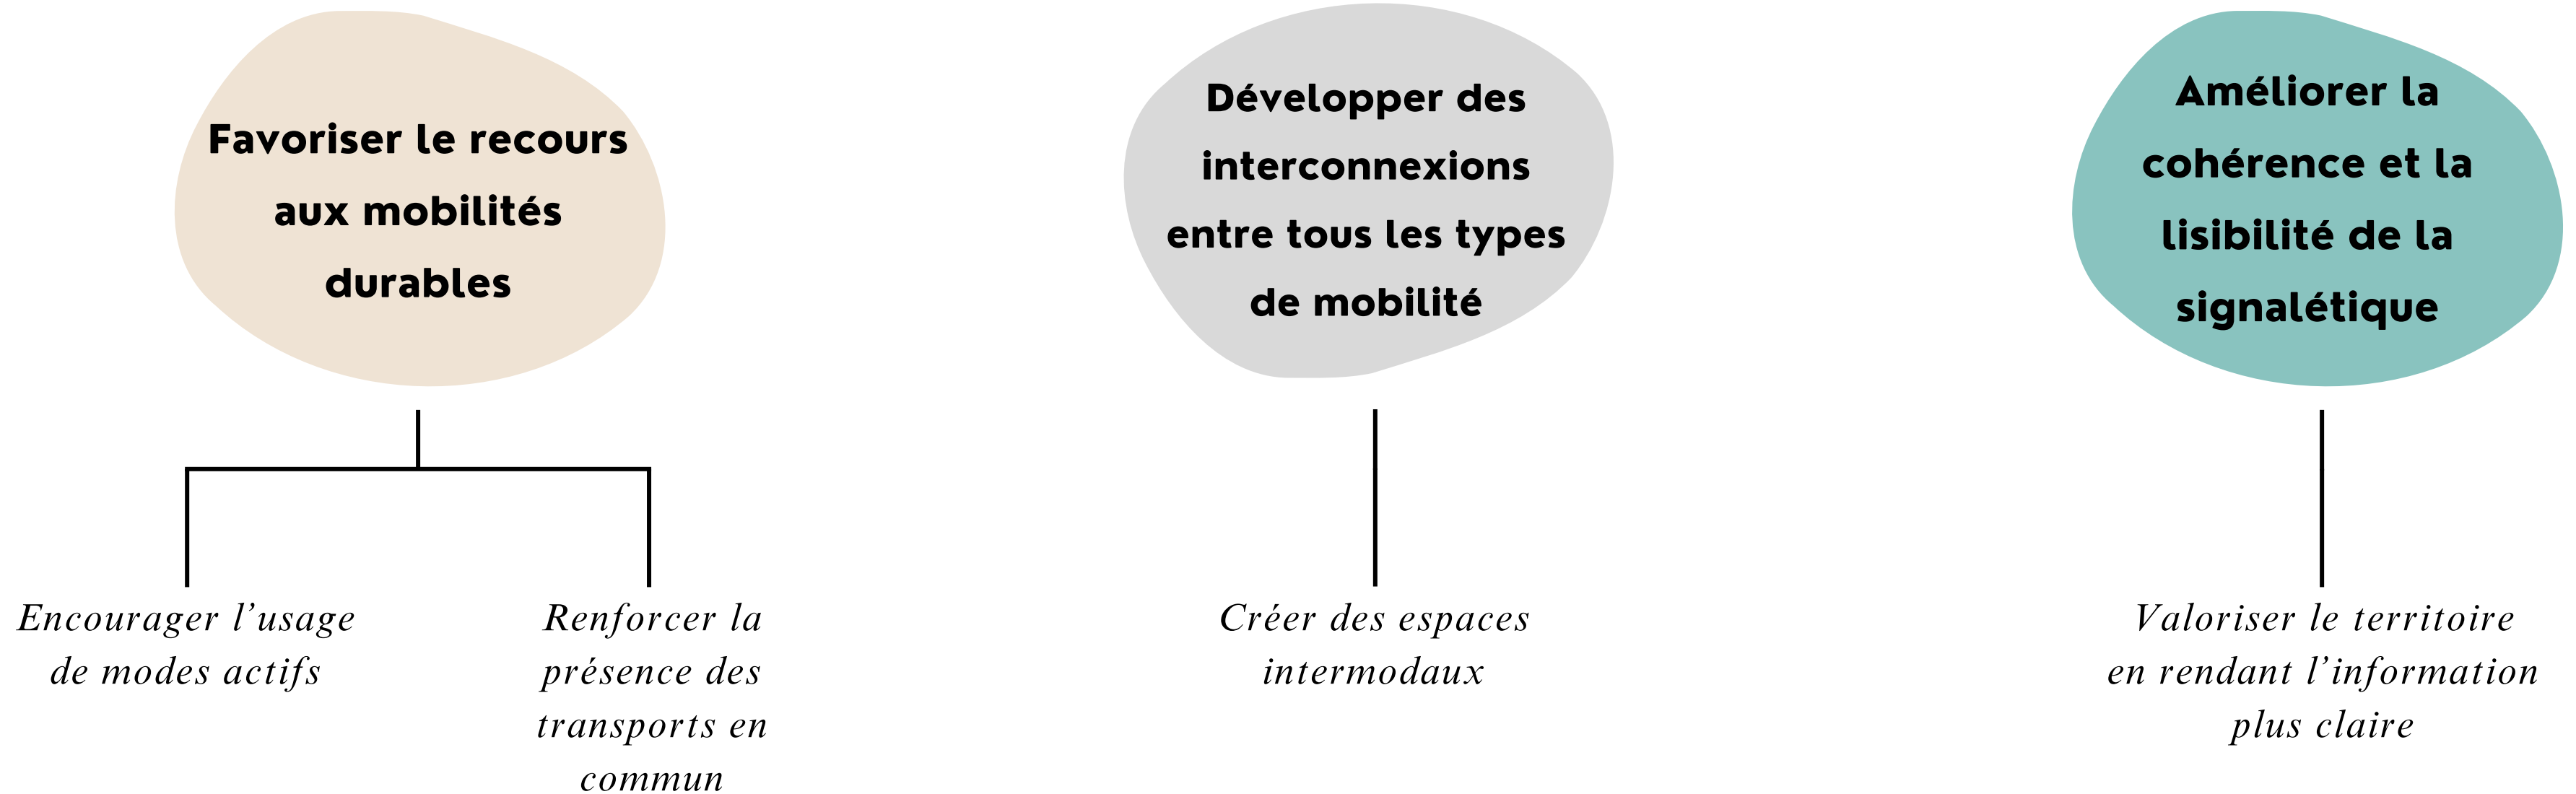 Favoriser le recours
aux mobilités
durables
Encourager l’usage
de modes actifs
Renforcer la
présence des
transports en
commun
Développer des
interconnexions
entre tous les types
de mobilité
Créer des espaces
intermodaux
Améliorer la
cohérence et la
lisibilité de la
signalétique
Valoriser le territoire
en rendant l’information
plus claire